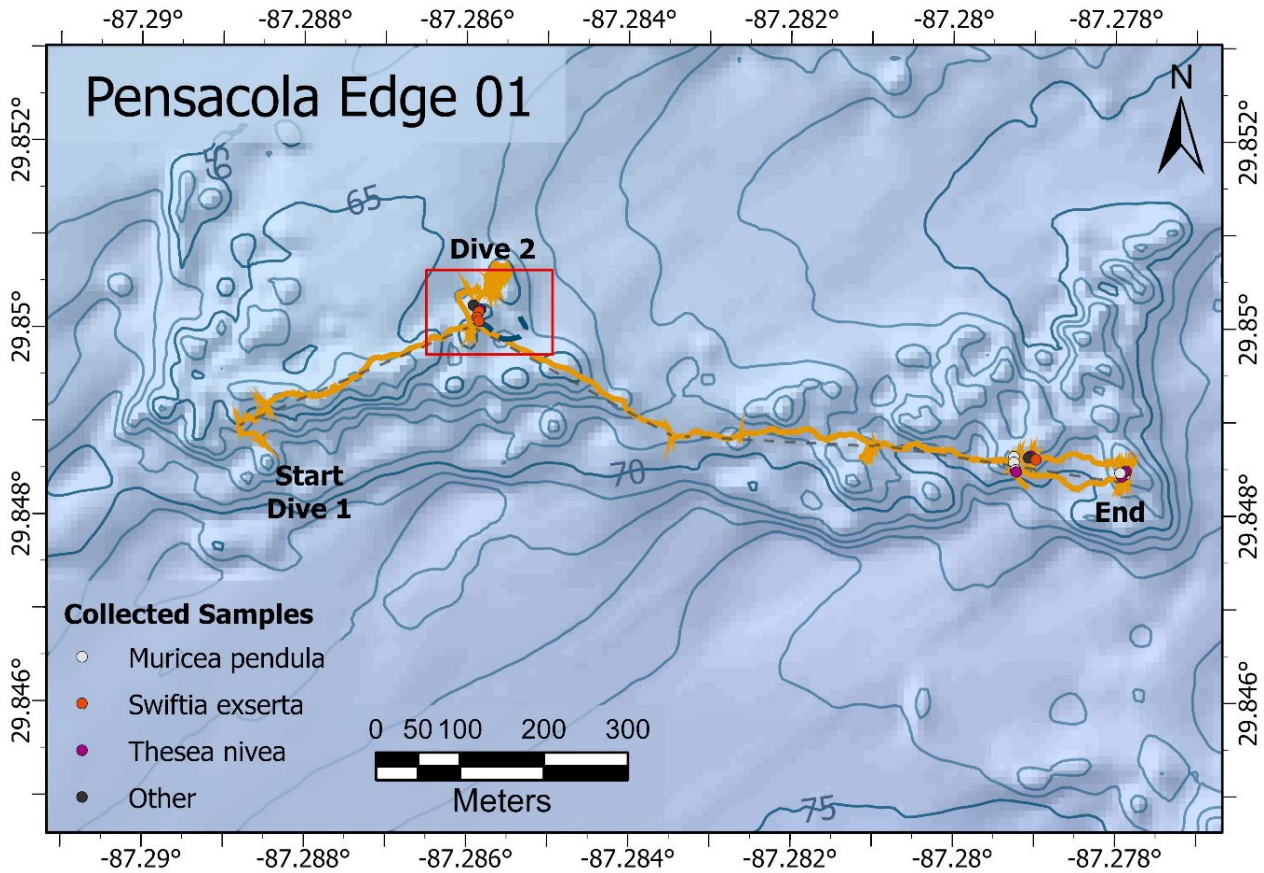 -87.29° -87.288° -87.286° -87.284° -87.282° -87.28° -87.278°
Pensacola Edge 01
N
29.852° 29.852°
56
65
Dive 2
29.85° 29.85°
Start
Dive 1
70
End
29.848° 29.848°
Collected Samples
Muricea pendula
Swiftia exserta
Thesea nivea
Other
29.846° 29.846°
0 50 100 200 300
Meters
75
-87.29° -87.288° -87.286° -87.284° -87.282° -87.28° -87.278°